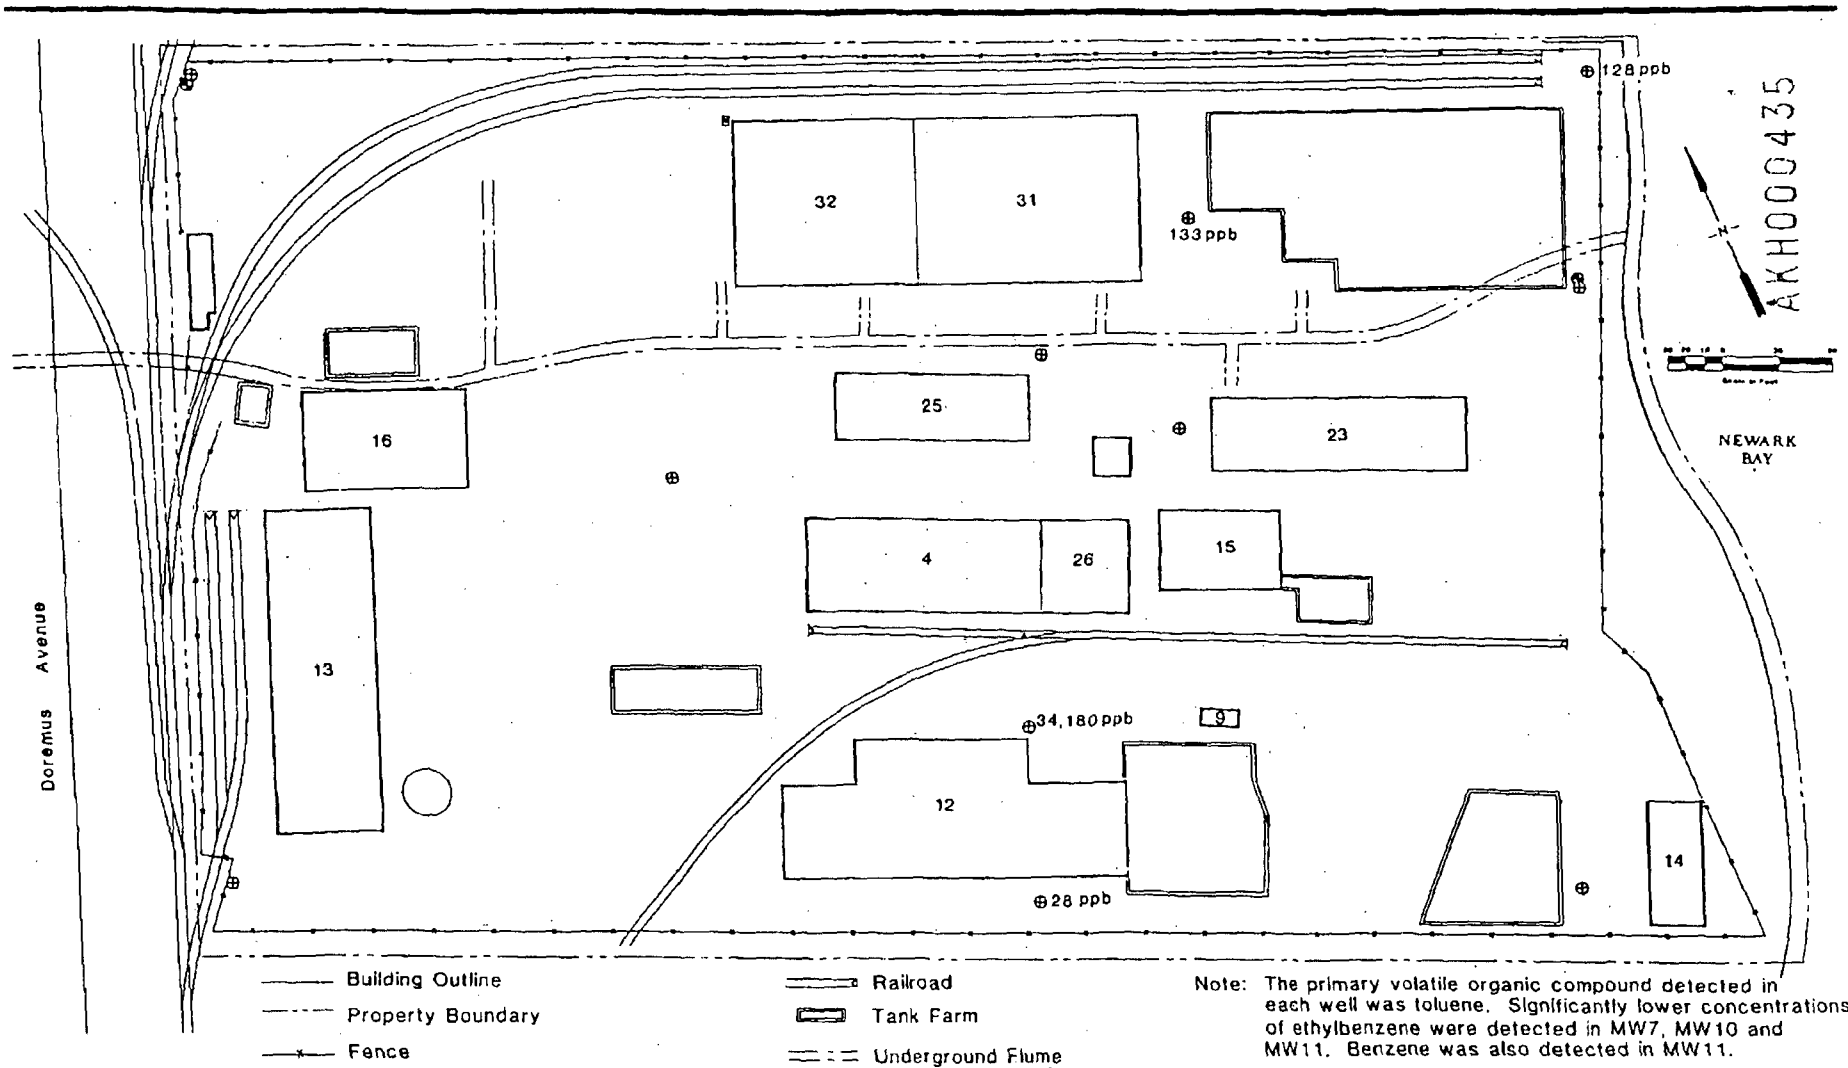 128 ppb
AKH000435
32
31
133 ppb
N
NEWARK
BAY
25
23
16
4
26
15
Doremus Avenue
13
34,180 ppb
9
12
14
28 ppb
Building Outline
Property Boundary
Fence
Railroad
Tank Farm
Underground Flume
Note: The primary volatile organic compound detected in
each well was toluene. Significantly lower concentrations
of ethylbenzene were detected in MW7, MW10 and
MW11. Benzene was also detected in MW11.